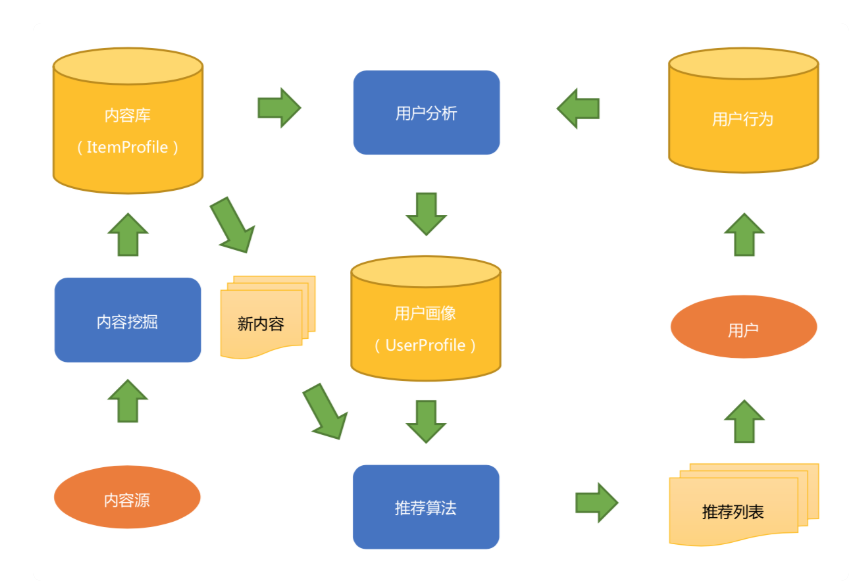 内容库
（ItemProfile）
用户分析
用户行为
内容挖掘
新内容
用户画像
（UserProfile）
用户
内容源
推荐算法
推荐列表